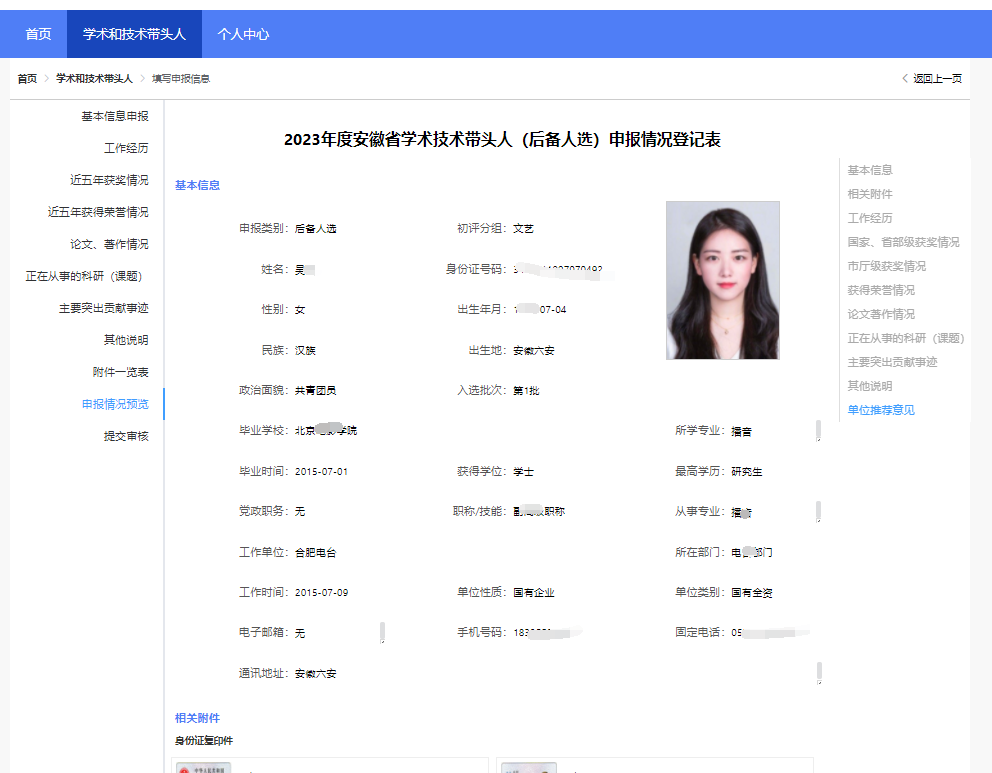 首页 学术和技术带头人 个人中心
首页 > 学术和技术带头人 > 填写申报信息 < 返回上一页
基本信息申报
工作经历
近五年获奖情况
近五年获得荣誉情况
论文、著作情况
正在从事的科研（课题）
主要突出贡献事迹
其他说明
附件一览表
申报情况预览
提交审核
2023年度安徽省学术技术带头人（后备人选）申报情况登记表
基本信息
申报类别：后备人选 初评分组：文艺
姓名：吴 身份证号码：
性别：女 出生年月：07-04
民族：汉族 出生地：安徽六安
政治面貌：共青团员 入选批次：第1批
毕业学校：北京 学院 所学专业：播音
毕业时间：2015-07-01 获得学位：学士 最高学历：研究生
党政职务：无 职称/技能：职称 从事专业：播
工作单位：合肥电台 所在部门：电 部门
工作时间：2015-07-09 单位性质：国有企业 单位类别：国有全资
电子邮箱：无 手机号码：18 固定电话：05
通讯地址：安徽六安
相关附件
身份证复印件
基本信息
相关附件
工作经历
国家、省部级获奖情况
市厅级获奖情况
获得荣誉情况
论文著作情况
正在从事的科研（课题）
主要突出贡献事迹
其他说明
单位推荐意见